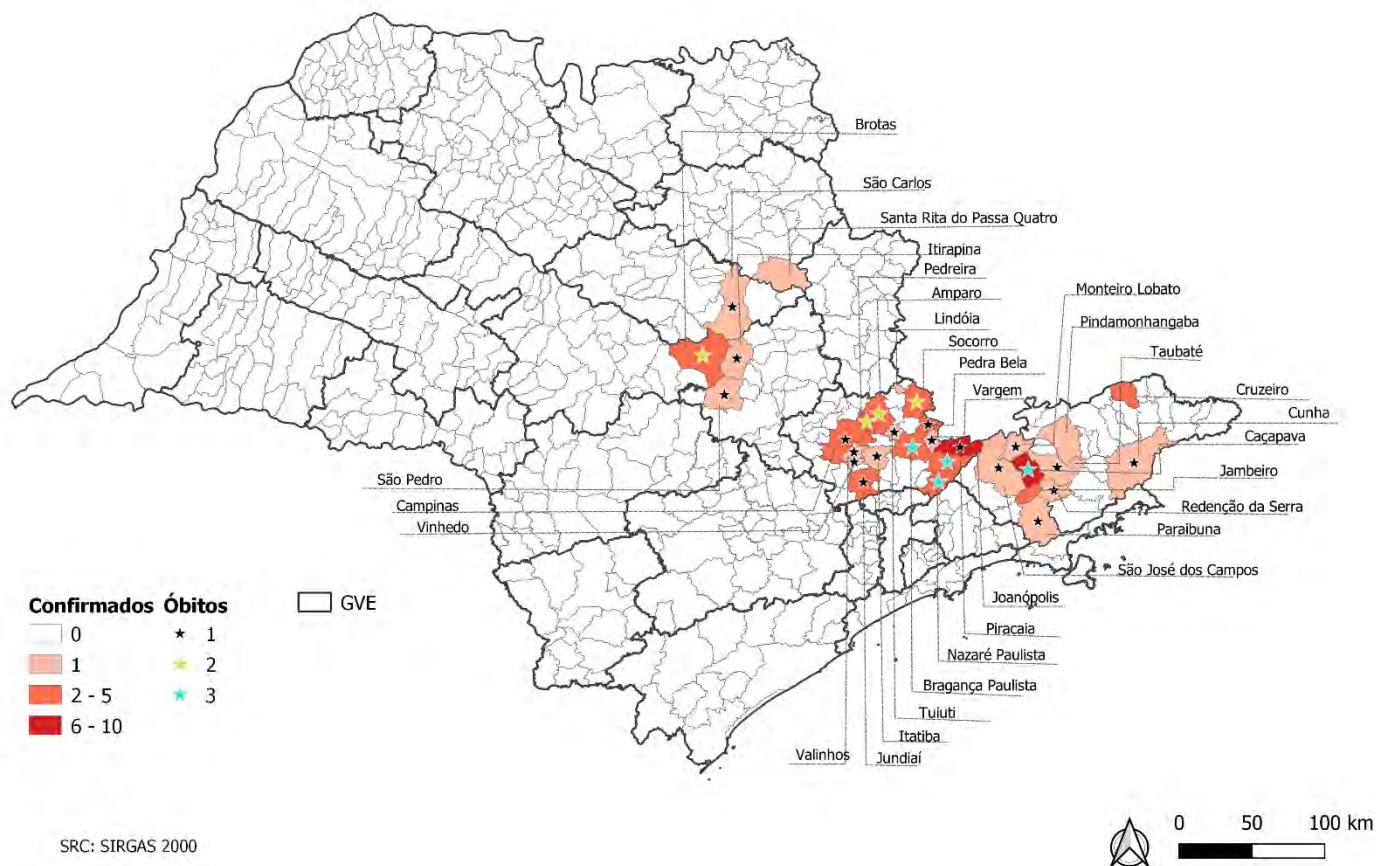 Brotas
São Carlos
Santa Rita do Passa Quatro
Itirapina
Pedreira
Amparo
Lindóia
Socorro
Pedra Bela
Vargem
Monteiro Lobato
Pindamonhangaba
Taubaté
Cruzeiro
Cunha
Caçapava
Jambeiro
Redenção da Serra
Paraibuna
São José dos Campos
Joanópolis
Piracaia
Nazaré Paulista
Bragança Paulista
Tuiuti
Itatiba
Jundiaí
Valinhos
São Pedro
Campinas
Vinhedo
Confirmados Óbitos
GVE
0 1
1 2
2 - 5 3
6 - 10
SRC: SIRGAS 2000
0 50 100 km